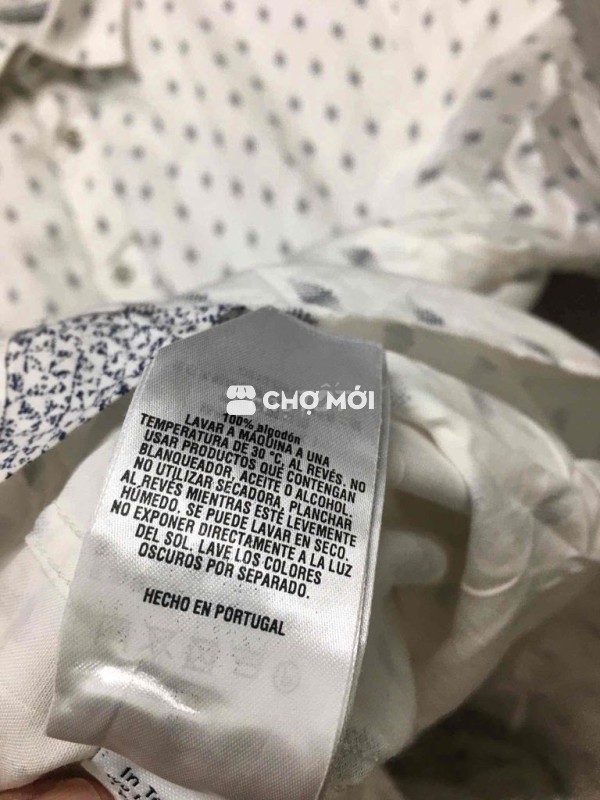 CHỢ MỚI
100% algodón
LAVAR A MÁQUINA A UNA
TEMPERATURA DE 30 °C, AL REVÉS. NO
USAR PRODUCTOS QUE CONTENGAN
BLANQUEADOR, ACEITE O ALCOHOL.
NO UTILIZAR SECADORA. PLANCHAR
AL REVÉS MIENTRAS ESTÉ LEVEMENTE
HÚMEDO. SE PUEDE LAVAR EN SECO.
NO EXPONER DIRECTAMENTE A LA LUZ
DEL SOL. LAVE LOS COLORES
OSCUROS POR SEPARADO.
HECHO EN PORTUGAL